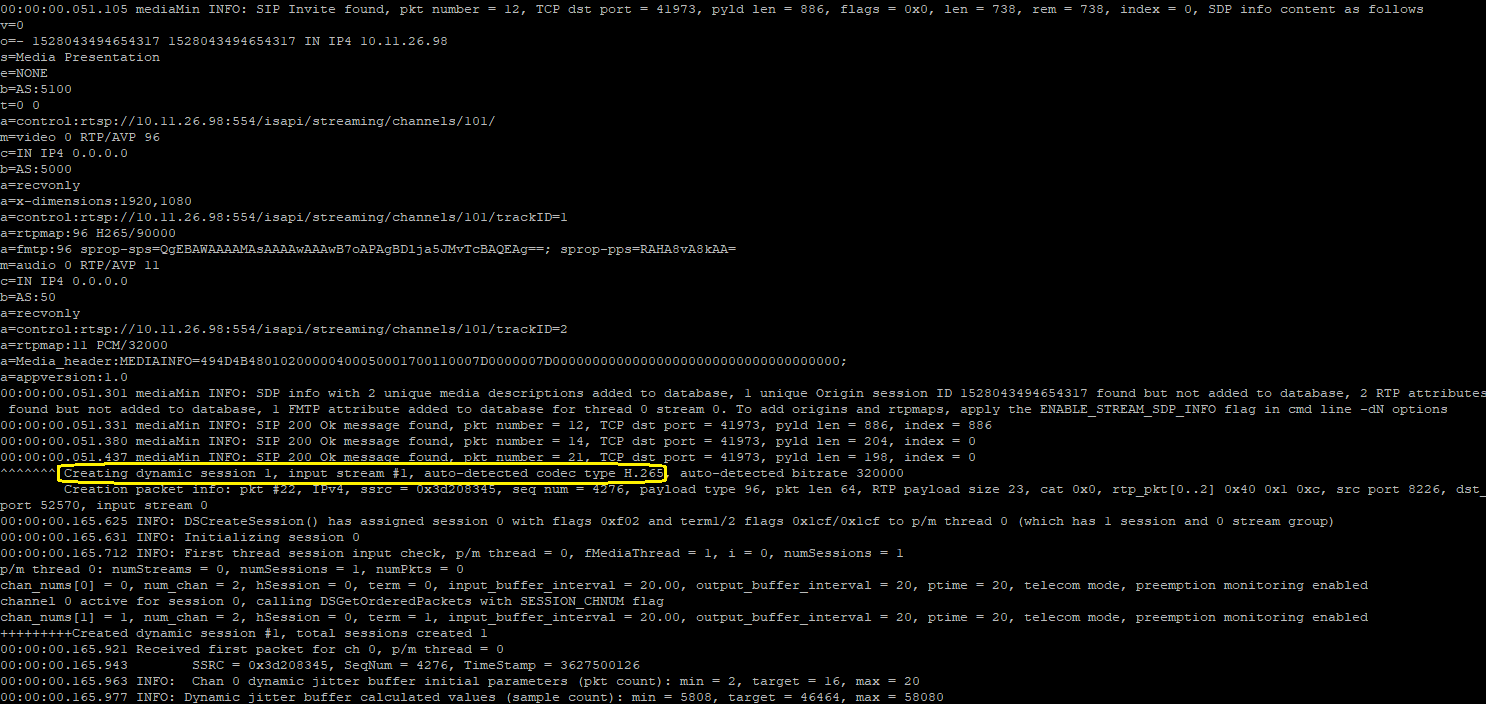 00:00:00.051.105 mediaMin INFO: SIP Invite found, pkt number = 12, TCP dst port = 41973, pyld len = 886, flags = 0x0, len = 738, rem = 738, index = 0, SDP info content as follows
v=0
o=- 1528043494654317 1528043494654317 IN IP4 10.11.26.98
s=Media Presentation
e=NONE
b=AS:5100
t=0 0
a=control:rtsp://10.11.26.98:554/isapi/streaming/channels/101/
m=video 0 RTP/AVP 96
c=IN IP4 0.0.0.0
b=AS:5000
a=recvonly
a=x-dimensions:1920,1080
a=control:rtsp://10.11.26.98:554/isapi/streaming/channels/101/trackID=1
a=rtpmap:96 H265/90000
a=fmtp:96 sprop-sps=QgEBAWAAAAMAsAAAAwAAAwB7oAPAgBDlja5JMvTcBAQEAg==; sprop-pps=RAHA8vA8kAA=
m=audio 0 RTP/AVP 11
c=IN IP4 0.0.0.0
b=AS:50
a=recvonly
a=control:rtsp://10.11.26.98:554/isapi/streaming/channels/101/trackID=2
a=rtpmap:11 PCM/32000
a=Media_header:MEDIAINFO=494D4B48010200000400050001700110007D0000007D000000000000000000000000000000000000;
a=appversion:1.0
00:00:00.051.301 mediaMin INFO: SDP info with 2 unique media descriptions added to database, 1 unique Origin session ID 1528043494654317 found but not added to database, 2 RTP attributes
found but not added to database, 1 FMTP attribute added to database for thread 0 stream 0. To add origins and rtpmaps, apply the ENABLE_STREAM_SDP_INFO flag in cmd line -dN options
00:00:00.051.331 mediaMin INFO: SIP 200 Ok message found, pkt number = 12, TCP dst port = 41973, pyld len = 886, index = 886
00:00:00.051.380 mediaMin INFO: SIP 200 Ok message found, pkt number = 14, TCP dst port = 41973, pyld len = 204, index = 0
00:00:00.051.437 mediaMin INFO: SIP 200 Ok message found, pkt number = 21, TCP dst port = 41973, pyld len = 198, index = 0
^^^^^^^ Creating dynamic session 1, input stream #1, auto-detected codec type H.265, auto-detected bitrate 320000
Creation packet info: pkt #22, IPv4, ssrc = 0x3d208345, seq num = 4276, payload type 96, pkt len 64, RTP payload size 23, cat 0x0, rtp_pkt[0..2] 0x40 0x1 0xc, src port 8226, dst_
port 52570, input stream 0
00:00:00.165.625 INFO: DSCreateSession() has assigned session 0 with flags 0xf02 and term1/2 flags 0x1cf/0x1cf to p/m thread 0 (which has 1 session and 0 stream group)
00:00:00.165.631 INFO: Initializing session 0
00:00:00.165.712 INFO: First thread session input check, p/m thread = 0, fMediaThread = 1, i = 0, numSessions = 1
p/m thread 0: numStreams = 0, numSessions = 1, numPkts = 0
chan_nums[0] = 0, num_chan = 2, hSession = 0, term = 0, input_buffer_interval = 20.00, output_buffer_interval = 20, ptime = 20, telecom mode, preemption monitoring enabled
channel 0 active for session 0, calling DSGetOrderedPackets with SESSION_CHNUM flag
chan_nums[1] = 1, num_chan = 2, hSession = 0, term = 1, input_buffer_interval = 20.00, output_buffer_interval = 20, ptime = 20, telecom mode, preemption monitoring enabled
+++++++++Created dynamic session #1, total sessions created 1
00:00:00.165.921 Received first packet for ch 0, p/m thread = 0
00:00:00.165.943 SSRC = 0x3d208345, SeqNum = 4276, TimeStamp = 3627500126
00:00:00.165.963 INFO: Chan 0 dynamic jitter buffer initial parameters (pkt count): min = 2, target = 16, max = 20
00:00:00.165.977 INFO: Dynamic jitter buffer calculated values (sample count): min = 5808, target = 46464, max = 58080